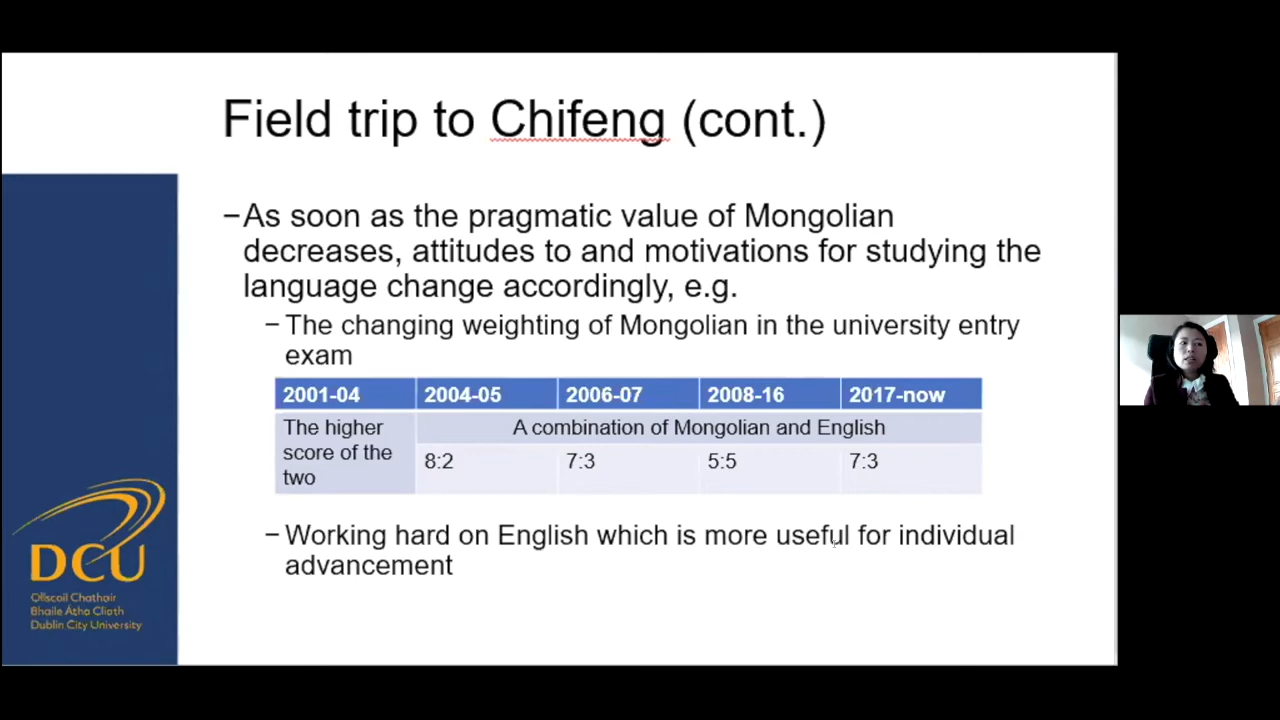 Field trip to Chifeng (cont.)
–As soon as the pragmatic value of Mongolian
decreases, attitudes to and motivations for studying the
language change accordingly, e.g.
– The changing weighting of Mongolian in the university entry
exam
2001-04 2004-05 2006-07 2008-16 2017-now
The higher
score of the
two
A combination of Mongolian and English
8:2 7:3 5:5 7:3
– Working hard on English which is more useful for individual
advancement
DCU
Ollscoil Chathair
Bhaile Átha Cliath
Dublin City University